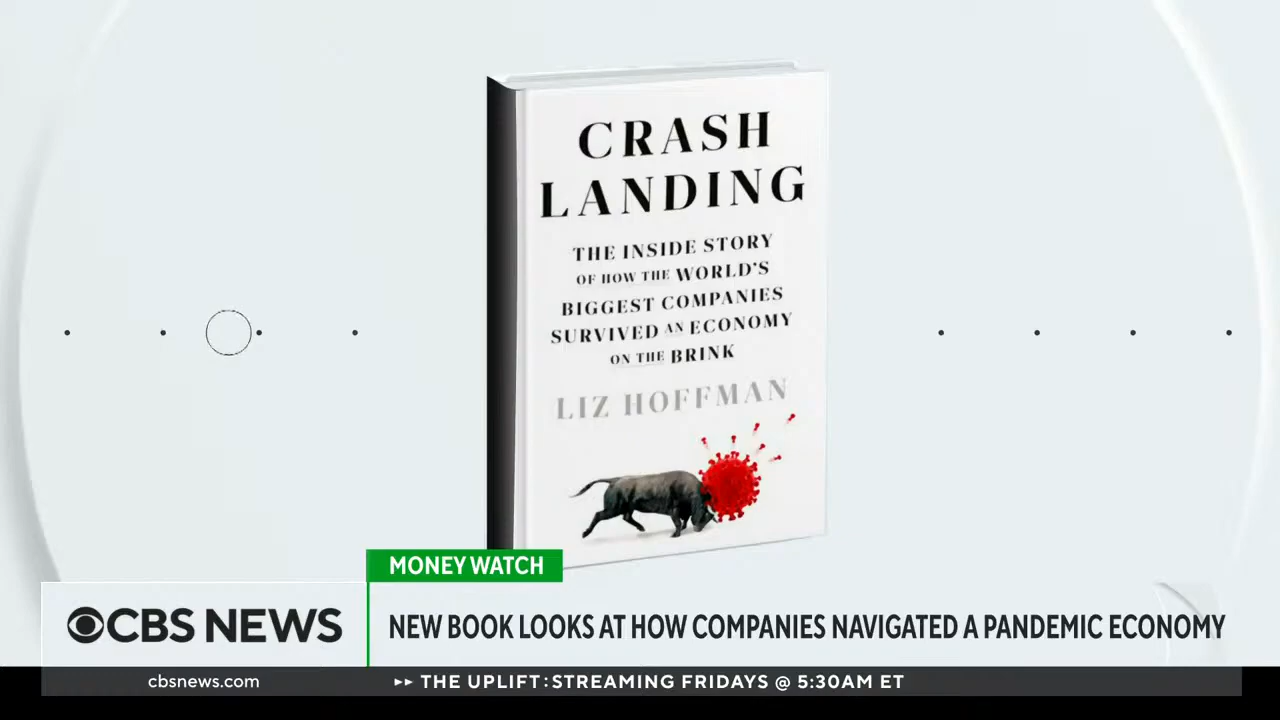 CRASH
LANDING
THE INSIDE STORY
OF HOW THE WORLD'S
BIGGEST COMPANIES
SURVIVED AN ECONOMY
ON THE BRINK
LIZ HOFFMAN
MONEY WATCH
CBS NEWS
NEW BOOK LOOKS AT HOW COMPANIES NAVIGATED A PANDEMIC ECONOMY
cbsnews.com
THE UPLIFT: STREAMING FRIDAYS @ 5:30AM ET